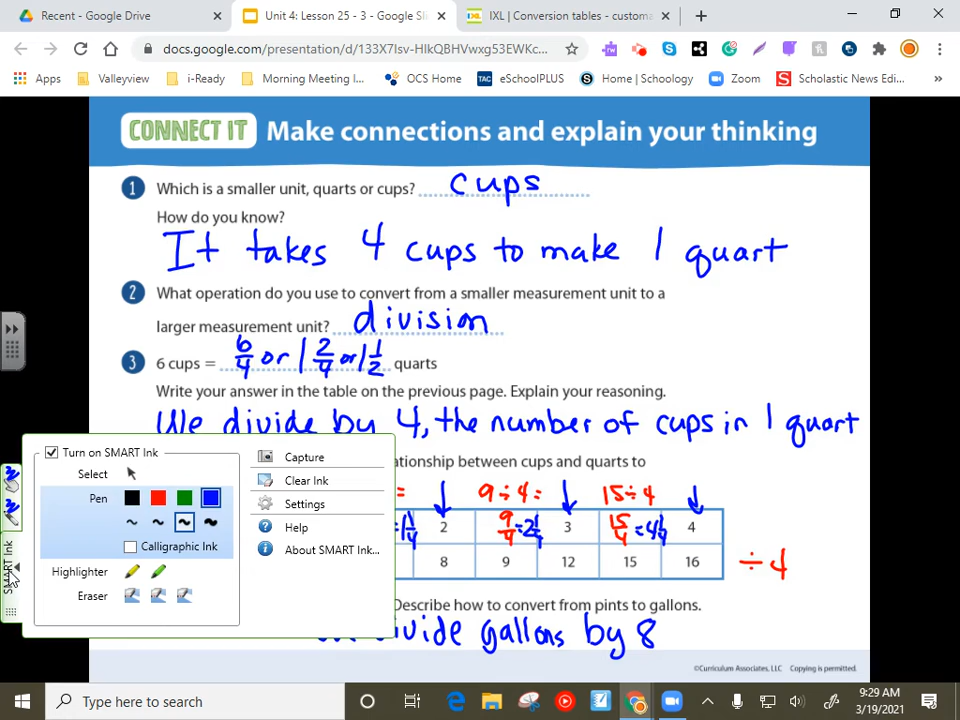 Recent - Google Drive
Unit 4: Lesson 25 - 3 - Google Sl
IXL | Conversion tables - customa
docs.google.com/presentation/d/133X7Isv-HlkQBHVwxg53EWKc...
Apps Valleyview i-Ready Morning Meeting I... OCS Home TAC eSchoolPLUS S Home | Schoology Zoom S Scholastic News Edi... »
CONNECT IT Make connections and explain your thinking
1 Which is a smaller unit, quarts or cups? cups
How do you know?
It takes 4 cups to make 1 quart
2 What operation do you use to convert from a smaller measurement unit to a
larger measurement unit? division
3 6 cups = 6/4 or 1 2/4 or 1 1/2 quarts
Write your answer in the table on the previous page. Explain your reasoning.
We divide by 4, the number of cups in 1 quart
lationship between cups and quarts to
= 9÷4= 15÷4
2 9/4=2 1/4 3 4
8 9 12 15 16 ÷4
Describe how to convert from pints to gallons.
divide gallons by 8
©Curriculum Associates, LLC Copying is permitted.
SMART Ink
Turn on SMART Ink
Select
Pen
Calligraphic Ink
Highlighter
Eraser
Capture
Clear Ink
Settings
Help
About SMART Ink...
Type here to search
9:29 AM
3/19/2021